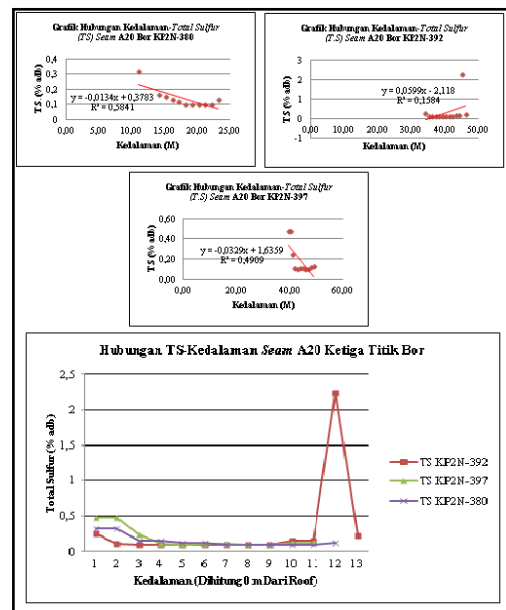 Grafik Hubungan Kedalaman-Total Sulfur
(TS) Seam A20 Bor KP2N-380
0,4
0,3
0,2
0,1
0
TS (% adb)
y = -0,0134x + 0,3783
R² = 0,5841
0,00 5,00 10,00 15,00 20,00 25,00
Kedalaman (M)
Grafik Hubungan Kedalaman-Total Sulfur
(TS) Seam A20 Bor KP2N-392
3
2
1
0
-1
TS (% adb)
y = 0,0599x - 2,118
R² = 0,1584
0,00 10,00 20,00 30,00 40,00 50,00
Kedalaman (M)
Grafik Hubungan Kedalaman-Total Sulfur
(TS) Seam A20 Bor KP2N-397
0,60
0,40
0,20
0,00
TS (% adb)
y = -0,0329x + 1,6359
R² = 0,4909
0,00 20,00 40,00 60,00
Kedalaman (M)
Hubungan TS-Kedalaman Seam A20 Ketiga Titik Bor
2,5
2
1,5
1
0,5
0
Total Sulfur (% adb)
1 2 3 4 5 6 7 8 9 10 11 12 13
Kedalaman (Dihitung 0 m Dari Roof)
TS KP2N-392
TS KP2N-397
TS KP2N-380